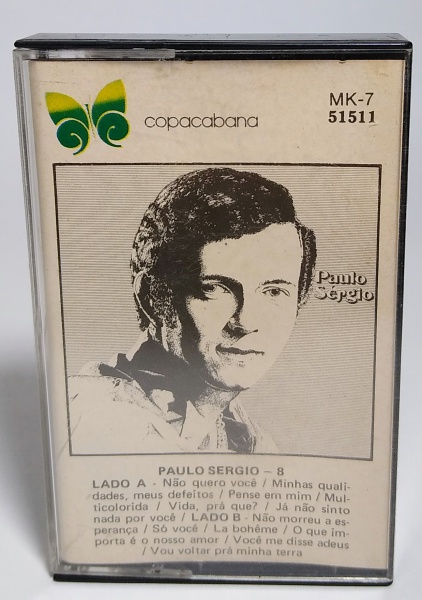 copacabana
MK-7
51511
Paulo
Sérgio
PAULO SERGIO - 8
LADO A - Não quero você / Minhas quali-
dades, meus defeitos / Pense em mim / Mul-
ticolorida / Vida, prá que? / Já não sinto
nada por você / LADO B - Não morreu a es-
perança / Só você / La bohême / O que im-
porta é o nosso amor / Você me disse adeus
/ Vou voltar prá minha terra